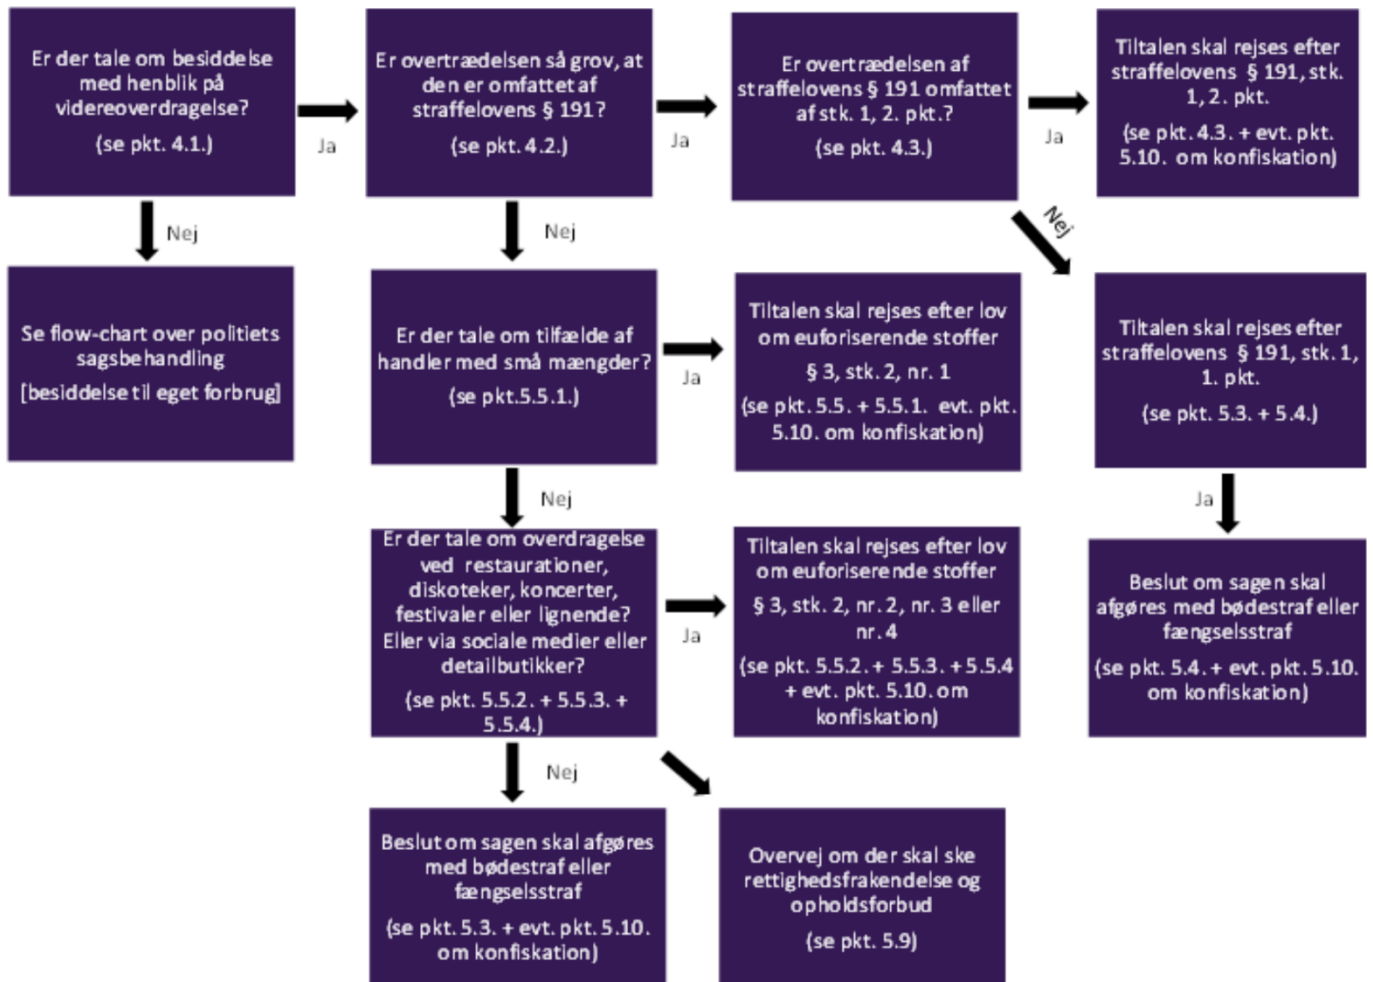 Er der tale om besiddelse
med henblik på
videreoverdragelse?
(se pkt. 4.1.)
Ja
Er overtrædelsen så grov, at
den er omfattet af
straffelovens § 191?
(se pkt. 4.2.)
Ja
Er overtrædelsen af
straffelovens § 191 omfattet
af stk. 1, 2. pkt.?
(se pkt. 4.3.)
Ja
Tiltalen skal rejses efter
straffelovens § 191, stk.
1, 2. pkt.
(se pkt. 4.3. + evt. pkt.
5.10. om konfiskation)
Nej
Nej
Nej
Se flow-chart over politiets
sagsbehandling
[besiddelse til eget forbrug]
Er der tale om tilfælde af
handler med små mængder?
(se pkt.5.5.1.)
Ja
Tiltalen skal rejses efter lov
om euforiserende stoffer
§ 3, stk. 2, nr. 1
(se pkt. 5.5. + 5.5.1. evt. pkt.
5.10. om konfiskation)
Tiltalen skal rejses efter
straffelovens § 191, stk. 1,
1. pkt.
(se pkt. 5.3. + 5.4.)
Nej
Ja
Er der tale om overdragelse
ved restaurationer,
diskoteker, koncerter,
festivaler eller lignende?
Eller via sociale medier eller
detailbutikker?
(se pkt. 5.5.2. + 5.5.3. +
5.5.4.)
Ja
Tiltalen skal rejses efter lov
om euforiserende stoffer
§ 3, stk. 2, nr. 2, nr. 3 eller
nr. 4
(se pkt. 5.5.2. + 5.5.3. + 5.5.4
+ evt. pkt. 5.10. om
konfiskation)
Beslut om sagen skal
afgøres med bødestraf eller
fængselsstraf
(se pkt. 5.4. + evt. pkt. 5.10.
om konfiskation)
Nej
Beslut om sagen skal afgøres
med bødestraf eller
fængselsstraf
(se pkt. 5.3. + evt. pkt. 5.10.
om konfiskation)
Overvej om der skal ske
rettighedsfrakendelse og
opholdsforbud
(se pkt. 5.9)